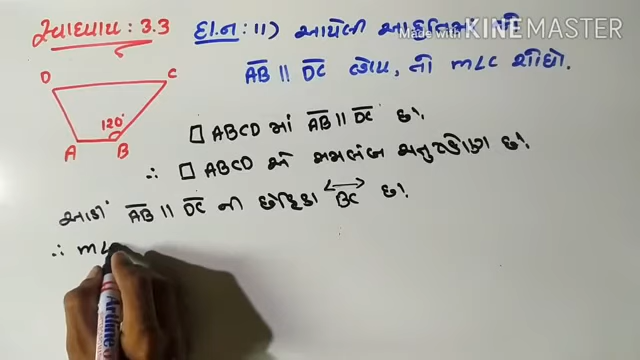 સ્વાધ્યાય 3.3
દા.ન : 11) આપેલી આકૃતિમાં
Made with KINEMASTER
AB || DC હોય, તો m∠C શોધો.
D
C
120°
A
B
□ ABCD માં AB || DC છે.
∴ □ ABCD એ સમલંબ ચતુષ્કોણ છે.
અહીં AB || DC ની છેદિકા BC છે.
∴ m∠
Artline